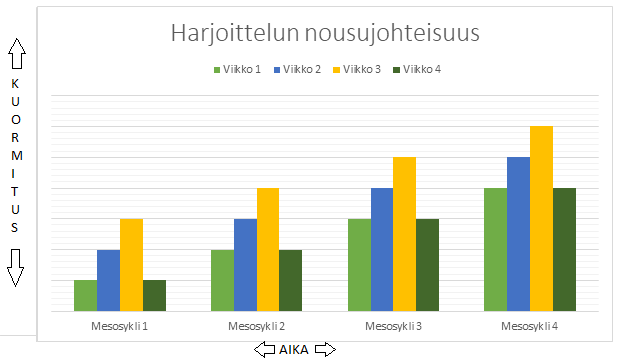 Harjoittelun nousujohteisuus
Viikko 1 Viikko 2 Viikko 3 Viikko 4
KUORMITUS
Mesosykli 1 Mesosykli 2 Mesosykli 3 Mesosykli 4
AIKA